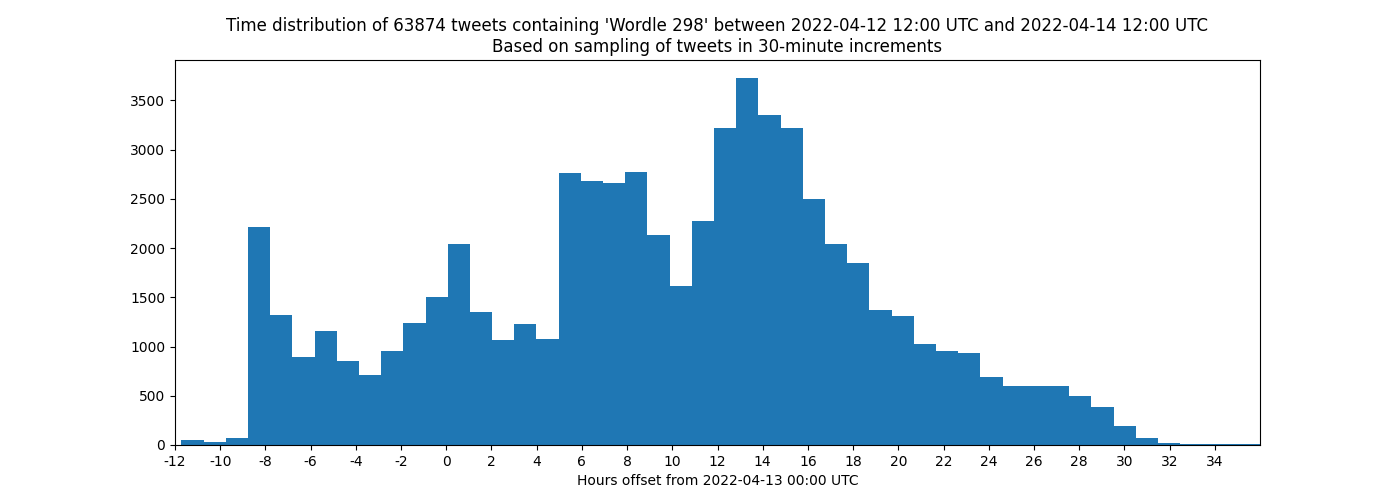 Time distribution of 63874 tweets containing 'Wordle 298' between 2022-04-12 12:00 UTC and 2022-04-14 12:00 UTC
Based on sampling of tweets in 30-minute increments
3500
3000
2500
2000
1500
1000
500
0
-12 -10 -8 -6 -4 -2 0 2 4 6 8 10 12 14 16 18 20 22 24 26 28 30 32 34
Hours offset from 2022-04-13 00:00 UTC